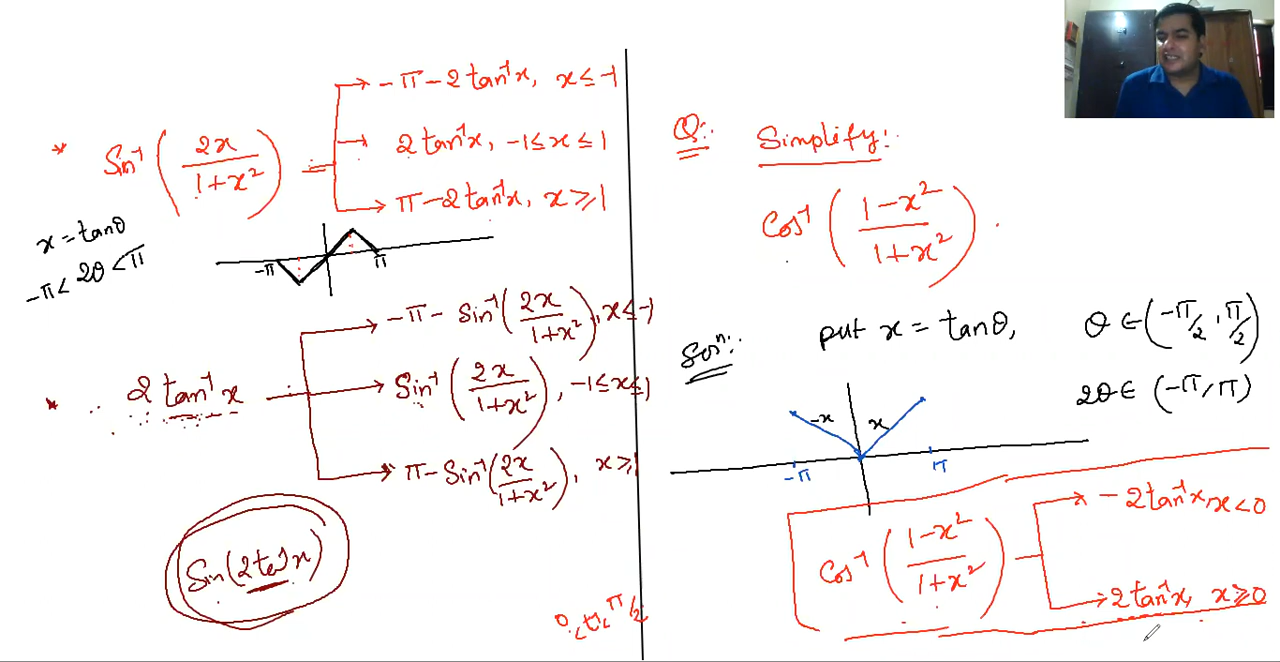 * Sin⁻¹(2x/(1+x²)) =
-π-2tan⁻¹x, x≤-1
2tan⁻¹x, -1≤x≤1
π-2tan⁻¹x, x≥1
x=tanθ
-π<2θ<π
-π π
* 2tan⁻¹x
-π-Sin⁻¹(2x/(1+x²)), x≤-1
Sin⁻¹(2x/(1+x²)), -1≤x≤1
π-Sin⁻¹(2x/(1+x²)), x≥1
Sin(2tan⁻¹x)
Q:. Simplify:.
Cos⁻¹((1-x²)/(1+x²)).
Solⁿ:. put x=tanθ, θ∈(-π/2, π/2)
2θ∈(-π, π)
-x x
-π π
Cos⁻¹((1-x²)/(1+x²))
-2tan⁻¹x, x<0
2tan⁻¹x, x≥0